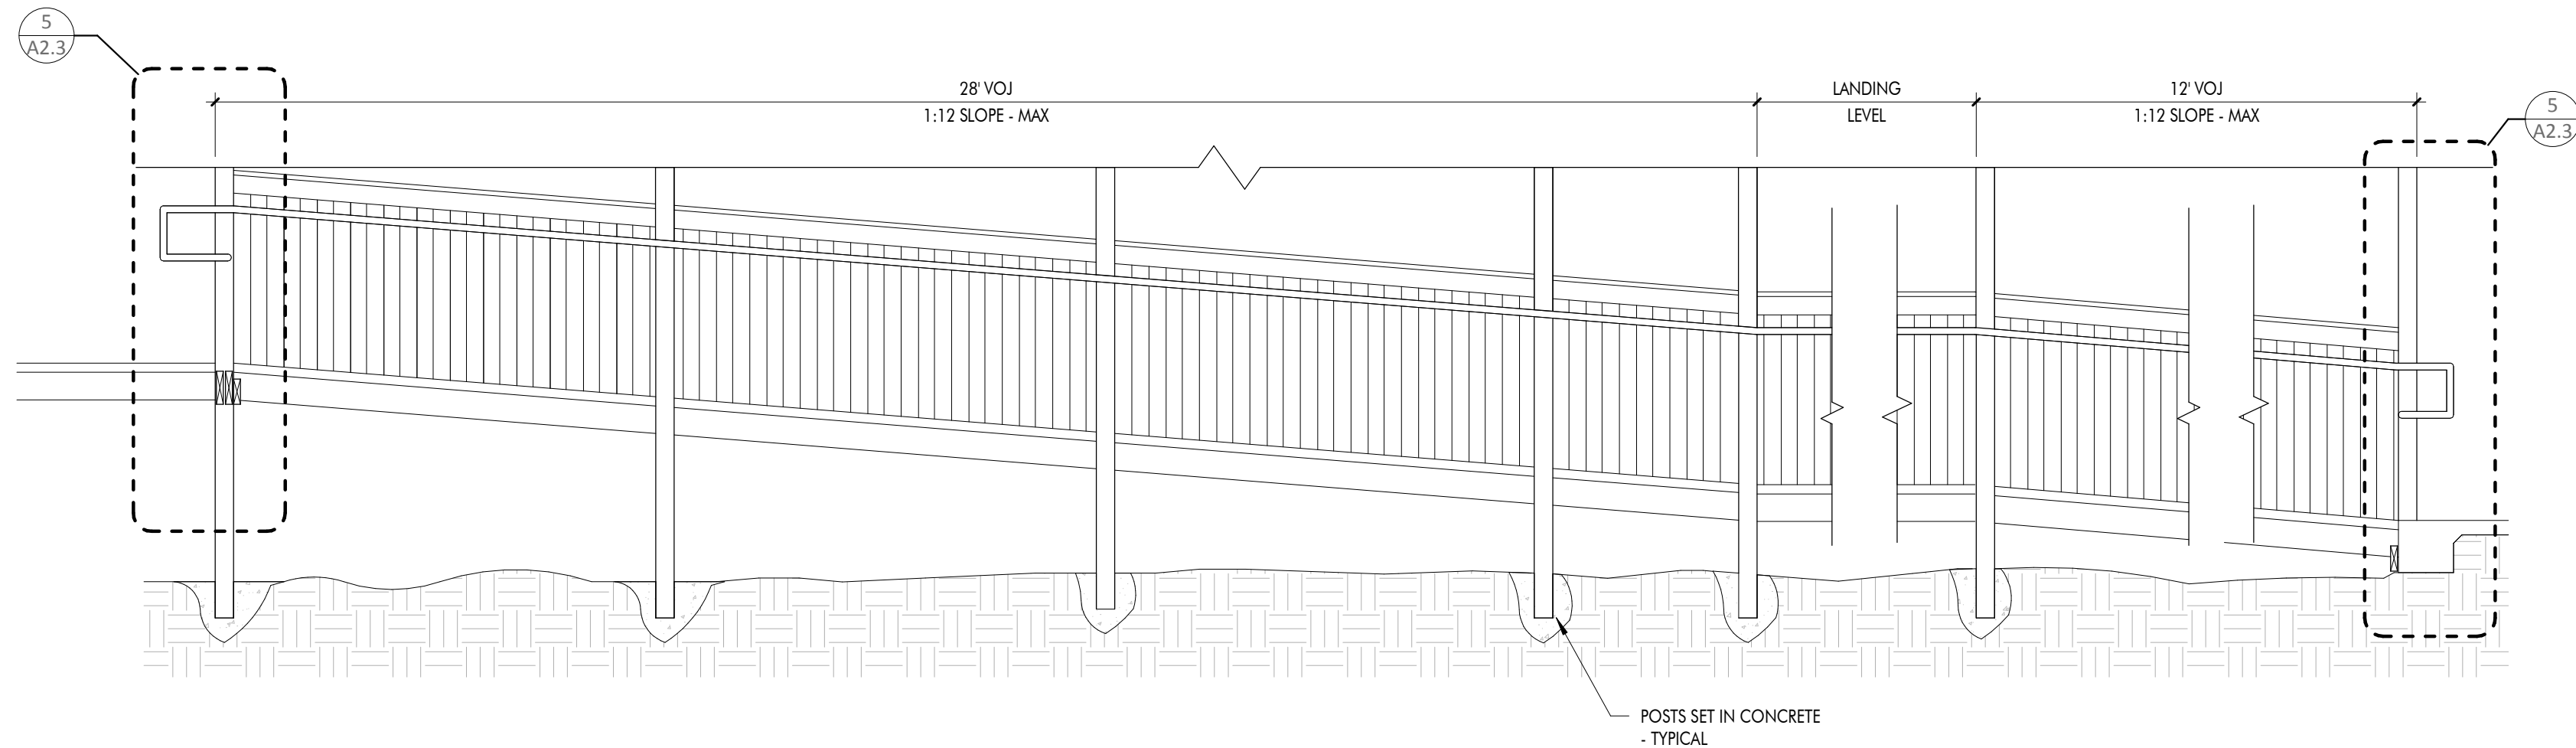 5
A2.3
28' VOJ
1:12 SLOPE - MAX
LANDING
LEVEL
12' VOJ
1:12 SLOPE - MAX
5
A2.3
POSTS SET IN CONCRETE
- TYPICAL